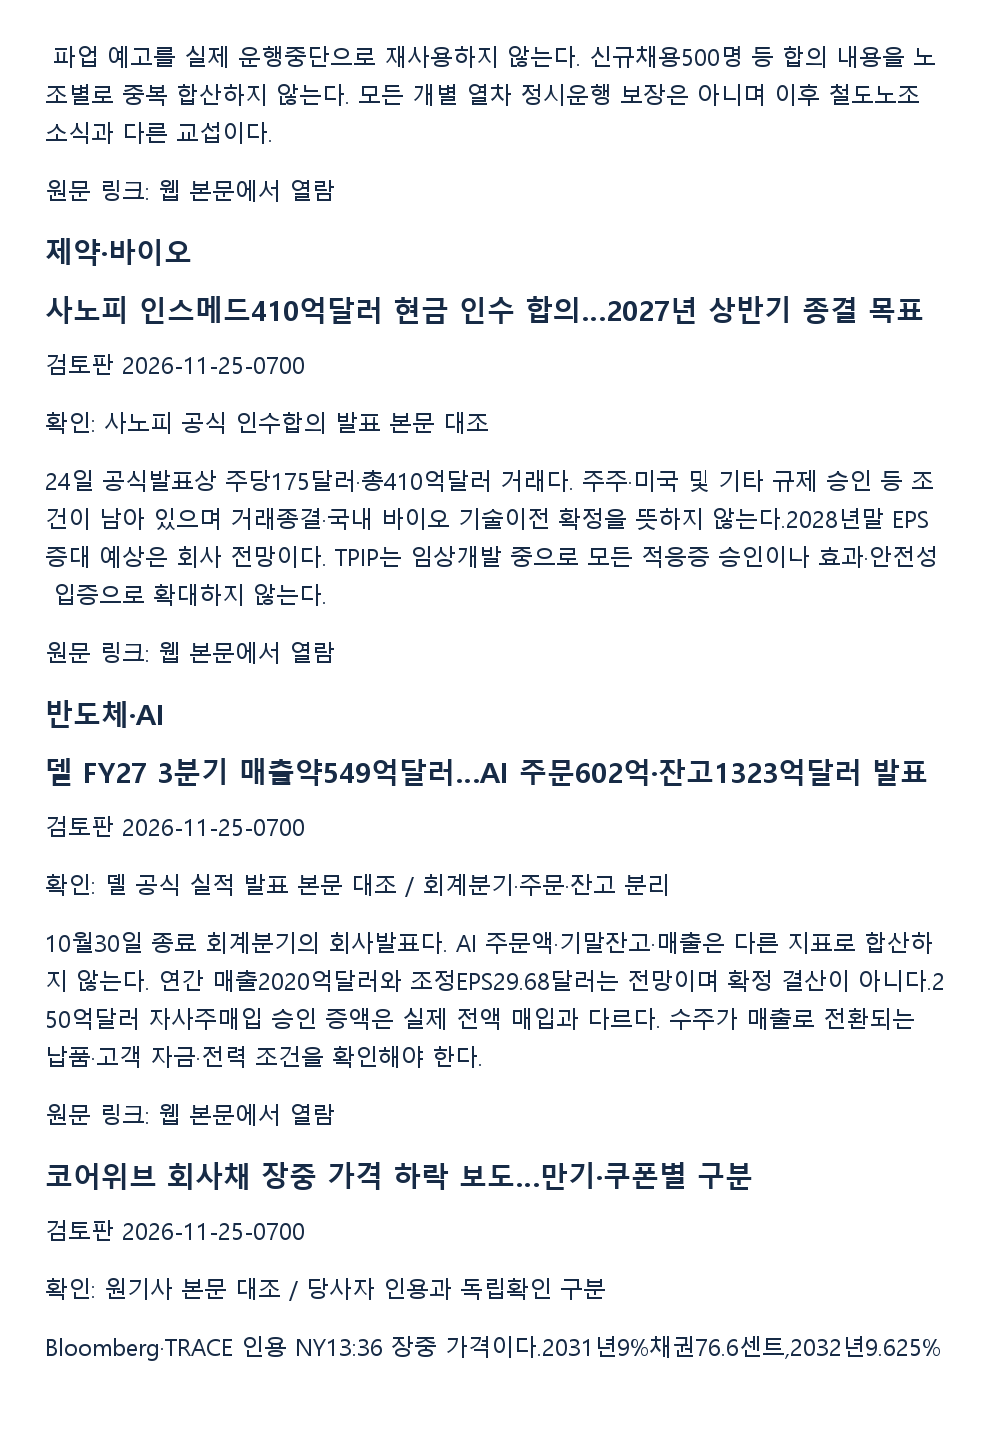 파업 예고를 실제 운행중단으로 재사용하지 않는다. 신규채용500명 등 합의 내용을 노
조별로 중복 합산하지 않는다. 모든 개별 열차 정시운행 보장은 아니며 이후 철도노조
소식과 다른 교섭이다.
원문 링크: 웹 본문에서 열람
제약·바이오
사노피 인스메드410억달러 현금 인수 합의...2027년 상반기 종결 목표
검토판 2026-11-25-0700
확인: 사노피 공식 인수합의 발표 본문 대조
24일 공식발표상 주당175달러·총410억달러 거래다. 주주·미국 및 기타 규제 승인 등 조
건이 남아 있으며 거래종결·국내 바이오 기술이전 확정을 뜻하지 않는다.2028년말 EPS
증대 예상은 회사 전망이다. TPIP는 임상개발 중으로 모든 적응증 승인이나 효과·안전성
입증으로 확대하지 않는다.
원문 링크: 웹 본문에서 열람
반도체·AI
델 FY27 3분기 매출약549억달러...AI 주문602억·잔고1323억달러 발표
검토판 2026-11-25-0700
확인: 델 공식 실적 발표 본문 대조 / 회계분기·주문·잔고 분리
10월30일 종료 회계분기의 회사발표다. AI 주문액·기말잔고·매출은 다른 지표로 합산하
지 않는다. 연간 매출2020억달러와 조정EPS29.68달러는 전망이며 확정 결산이 아니다.2
50억달러 자사주매입 승인 증액은 실제 전액 매입과 다르다. 수주가 매출로 전환되는
납품·고객 자금·전력 조건을 확인해야 한다.
원문 링크: 웹 본문에서 열람
코어위브 회사채 장중 가격 하락 보도...만기·쿠폰별 구분
검토판 2026-11-25-0700
확인: 원기사 본문 대조 / 당사자 인용과 독립확인 구분
Bloomberg·TRACE 인용 NY13:36 장중 가격이다.2031년9%채권76.6센트,2032년9.625%